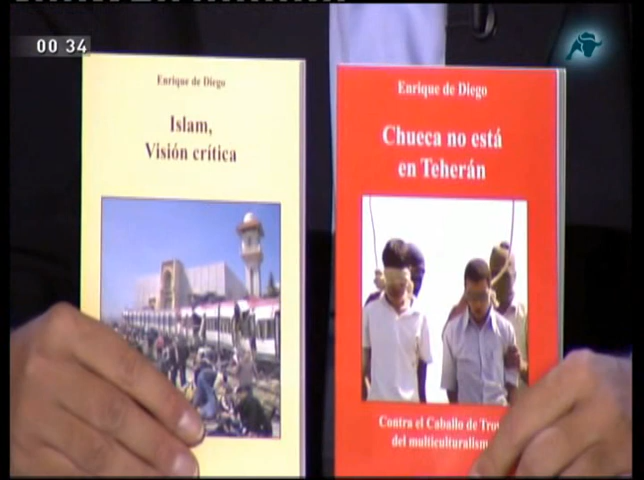 00 34
Enrique de Diego
Islam,
Visión crítica
Enrique de Diego
Chueca no está
en Teherán
Contra el Caballo de
del multiculturalism